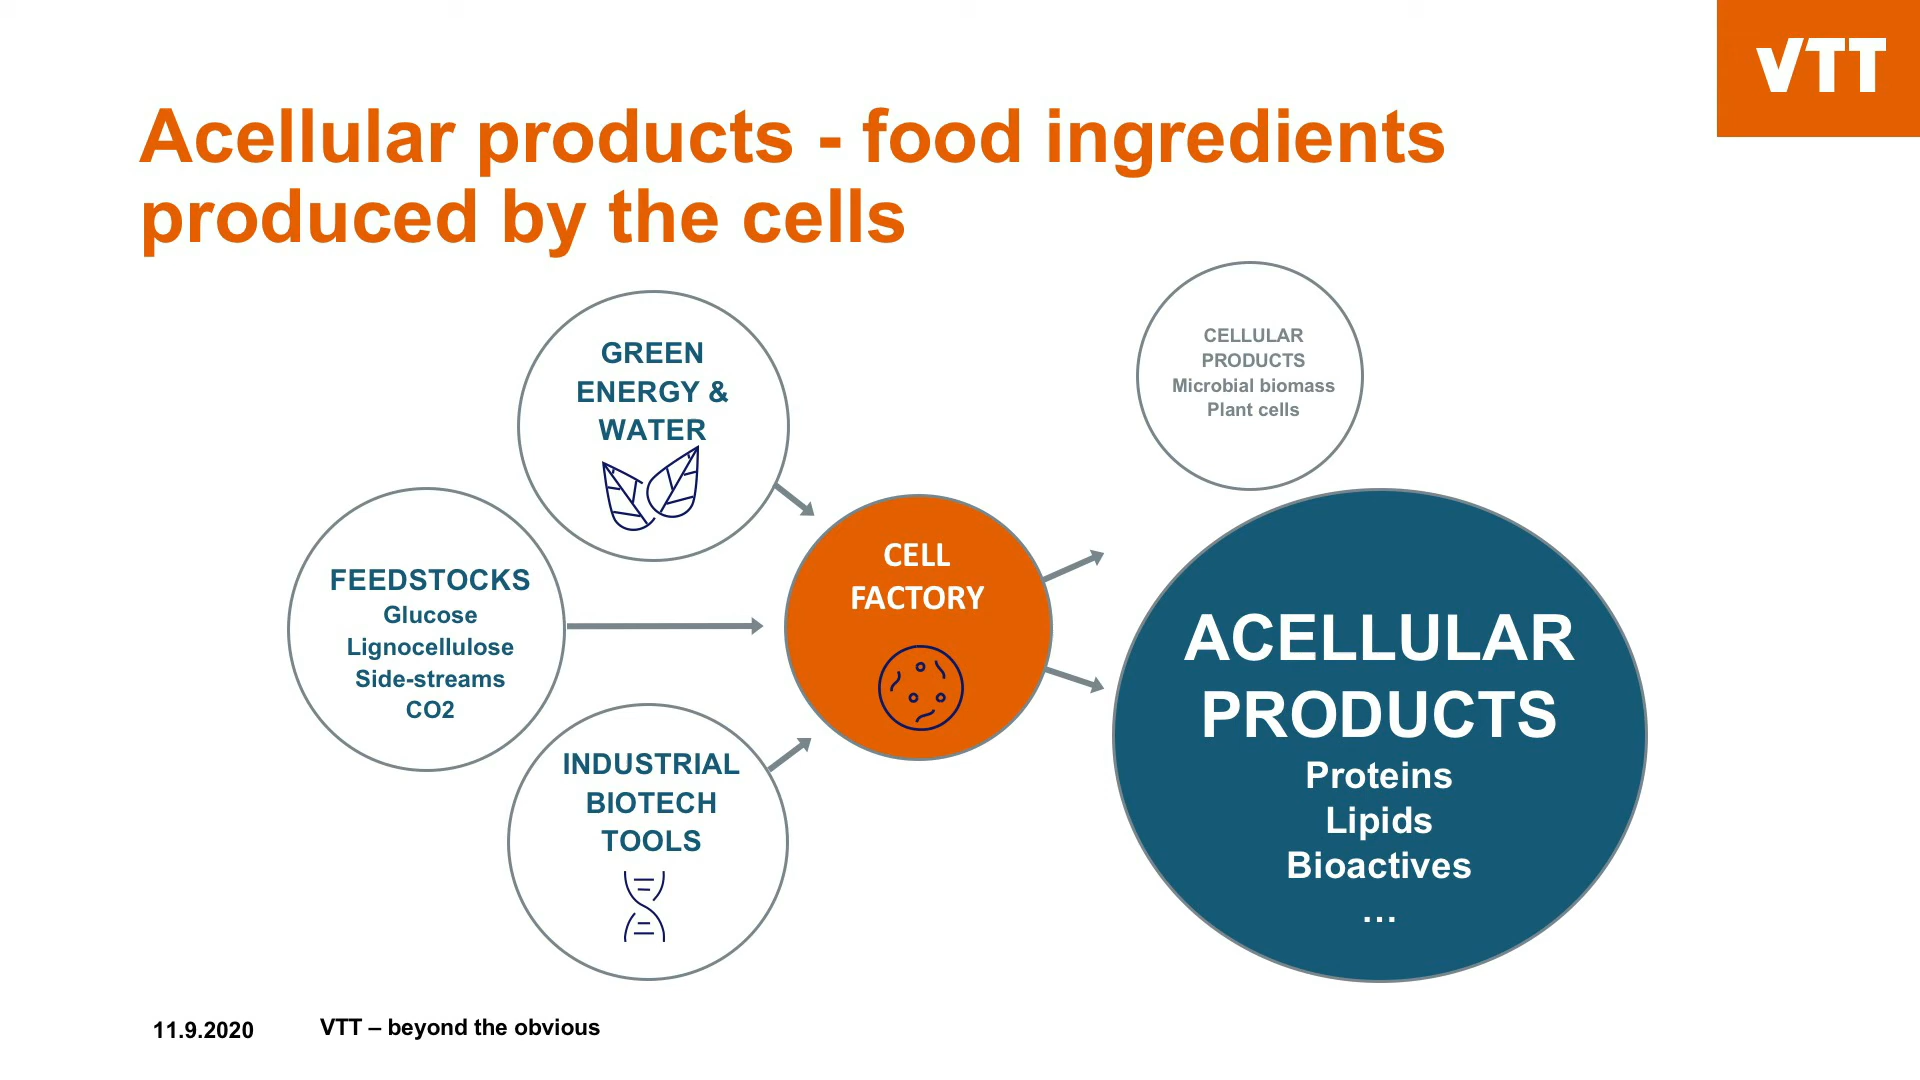 VTT
Acellular products - food ingredients
produced by the cells
GREEN
ENERGY &
WATER
FEEDSTOCKS
Glucose
Lignocellulose
Side-streams
CO2
INDUSTRIAL
BIOTECH
TOOLS
CELL
FACTORY
CELLULAR
PRODUCTS
Microbial biomass
Plant cells
ACELLULAR
PRODUCTS
Proteins
Lipids
Bioactives
…
11.9.2020
VTT – beyond the obvious